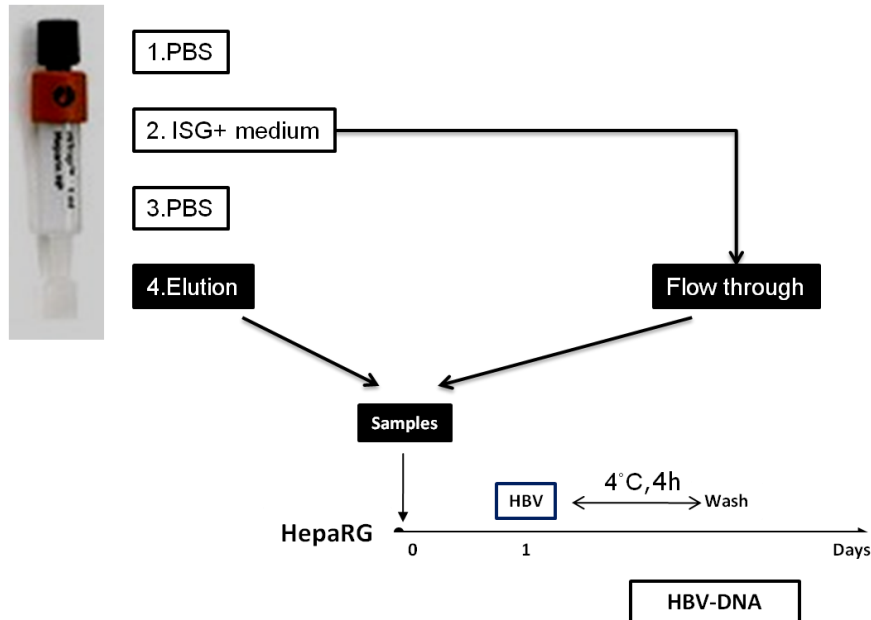 1.PBS
2. ISG+ medium
3.PBS
4.Elution
Flow through
Samples
HBV
4°C,4h
Wash
HepaRG
0
1
Days
HBV-DNA